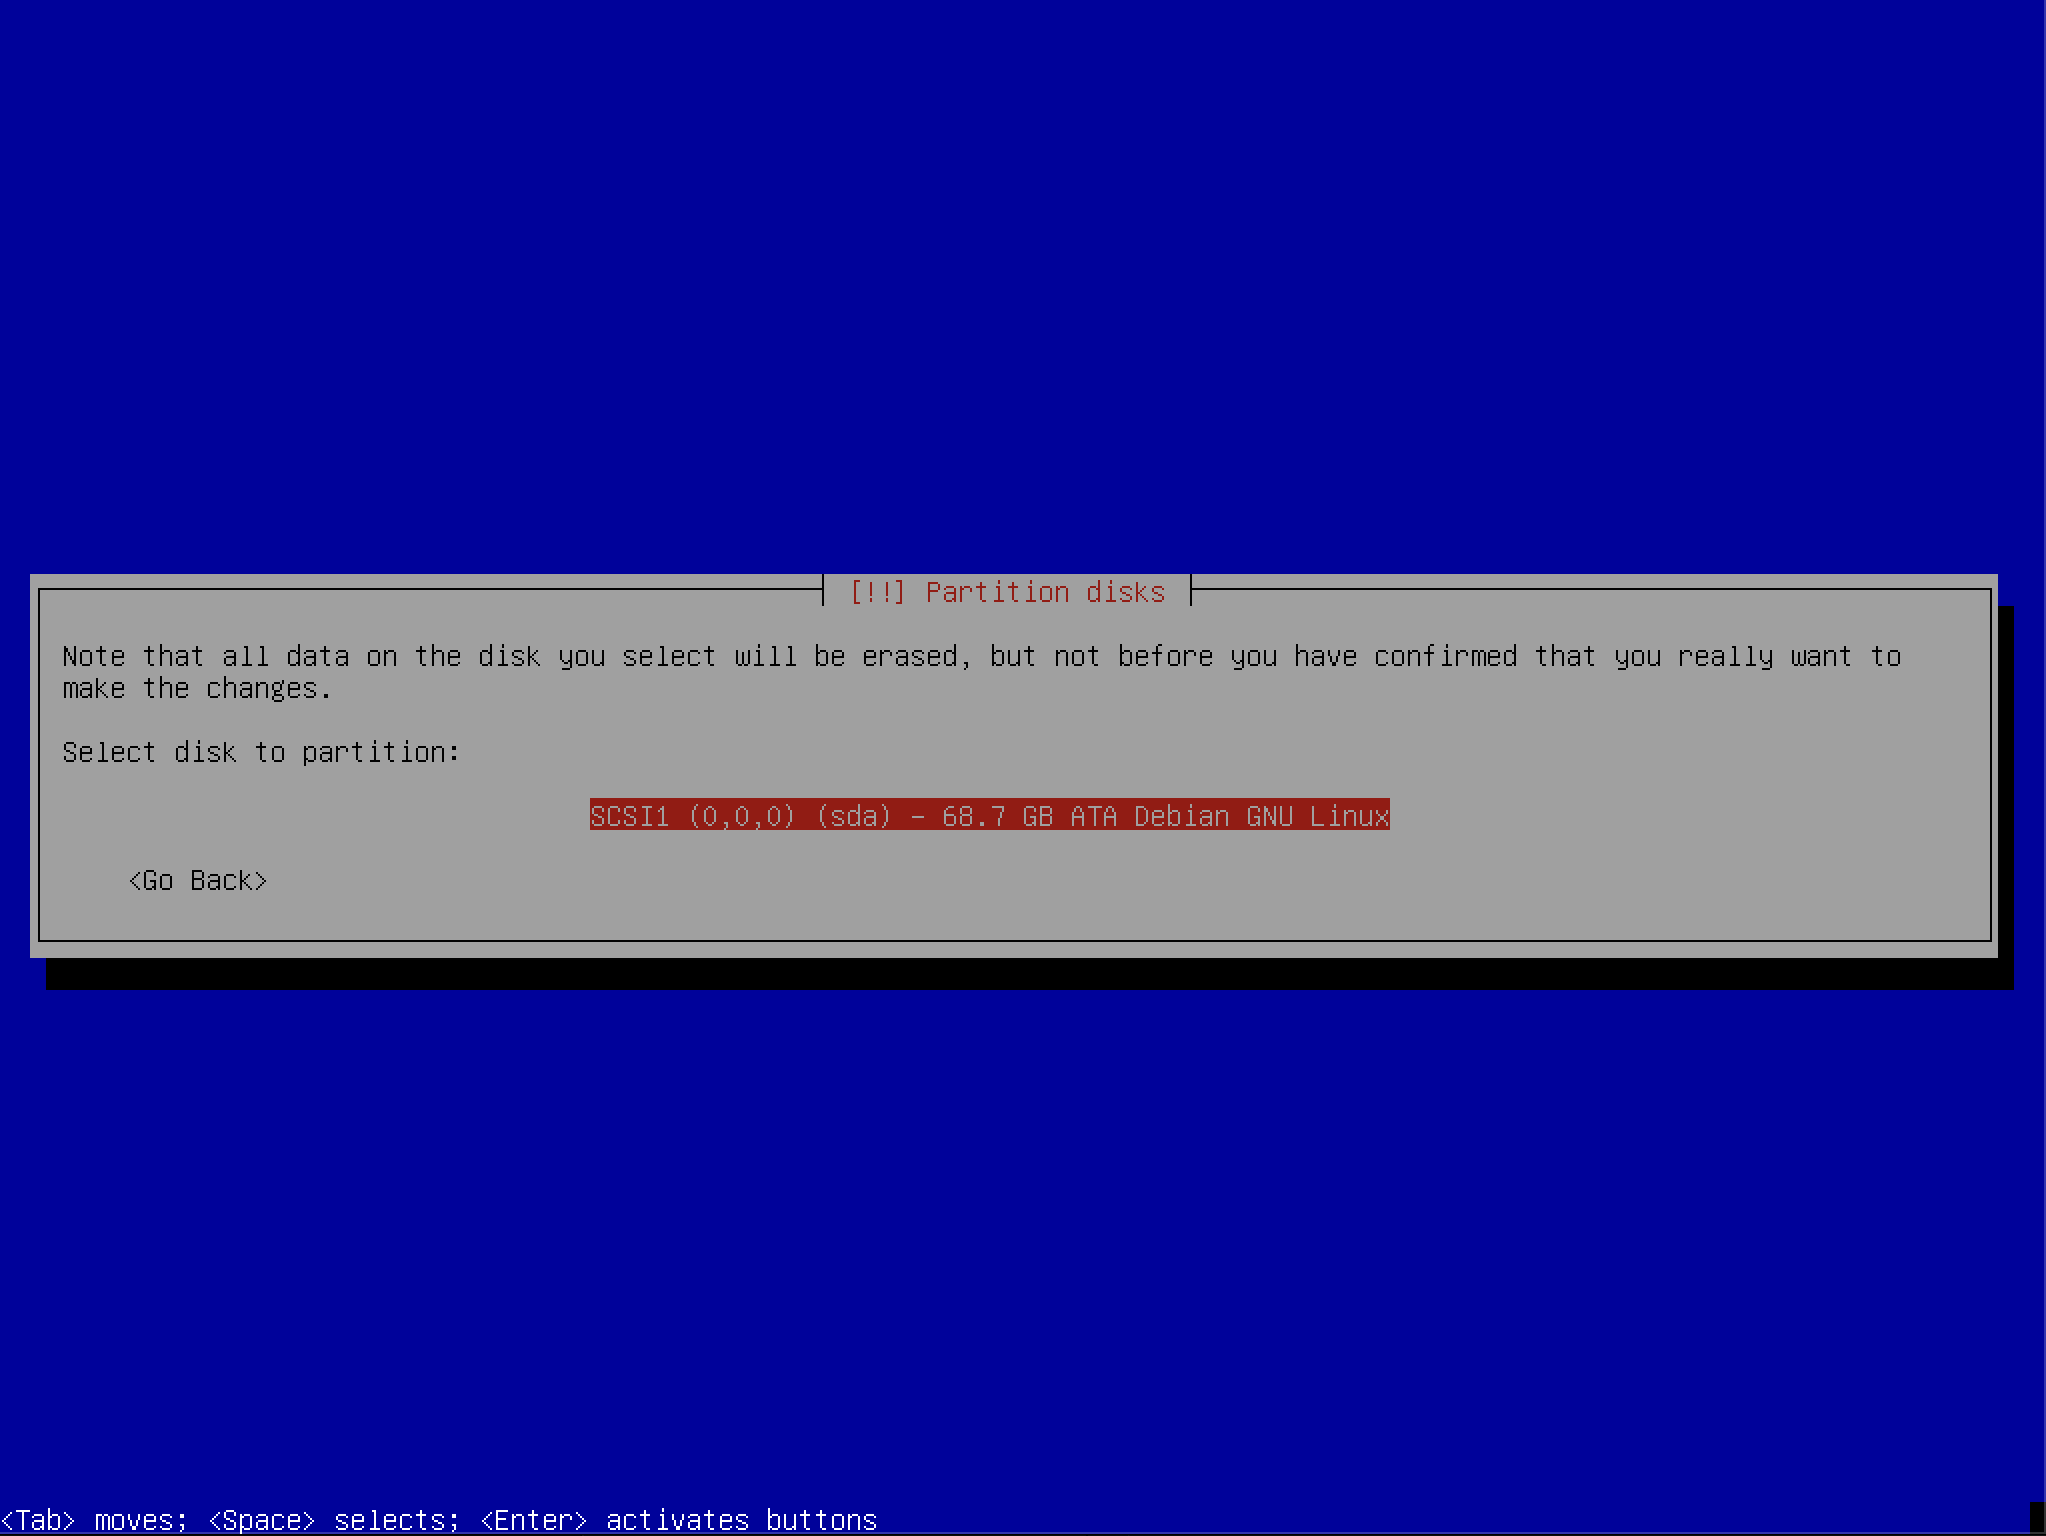 [!!] Partition disks
Note that all data on the disk you select will be erased, but not before you have confirmed that you really want to
make the changes.
Select disk to partition:
SCSI1 (0,0,0) (sda) - 68.7 GB ATA Debian GNU Linux
<Go Back>
<Tab> moves; <Space> selects; <Enter> activates buttons